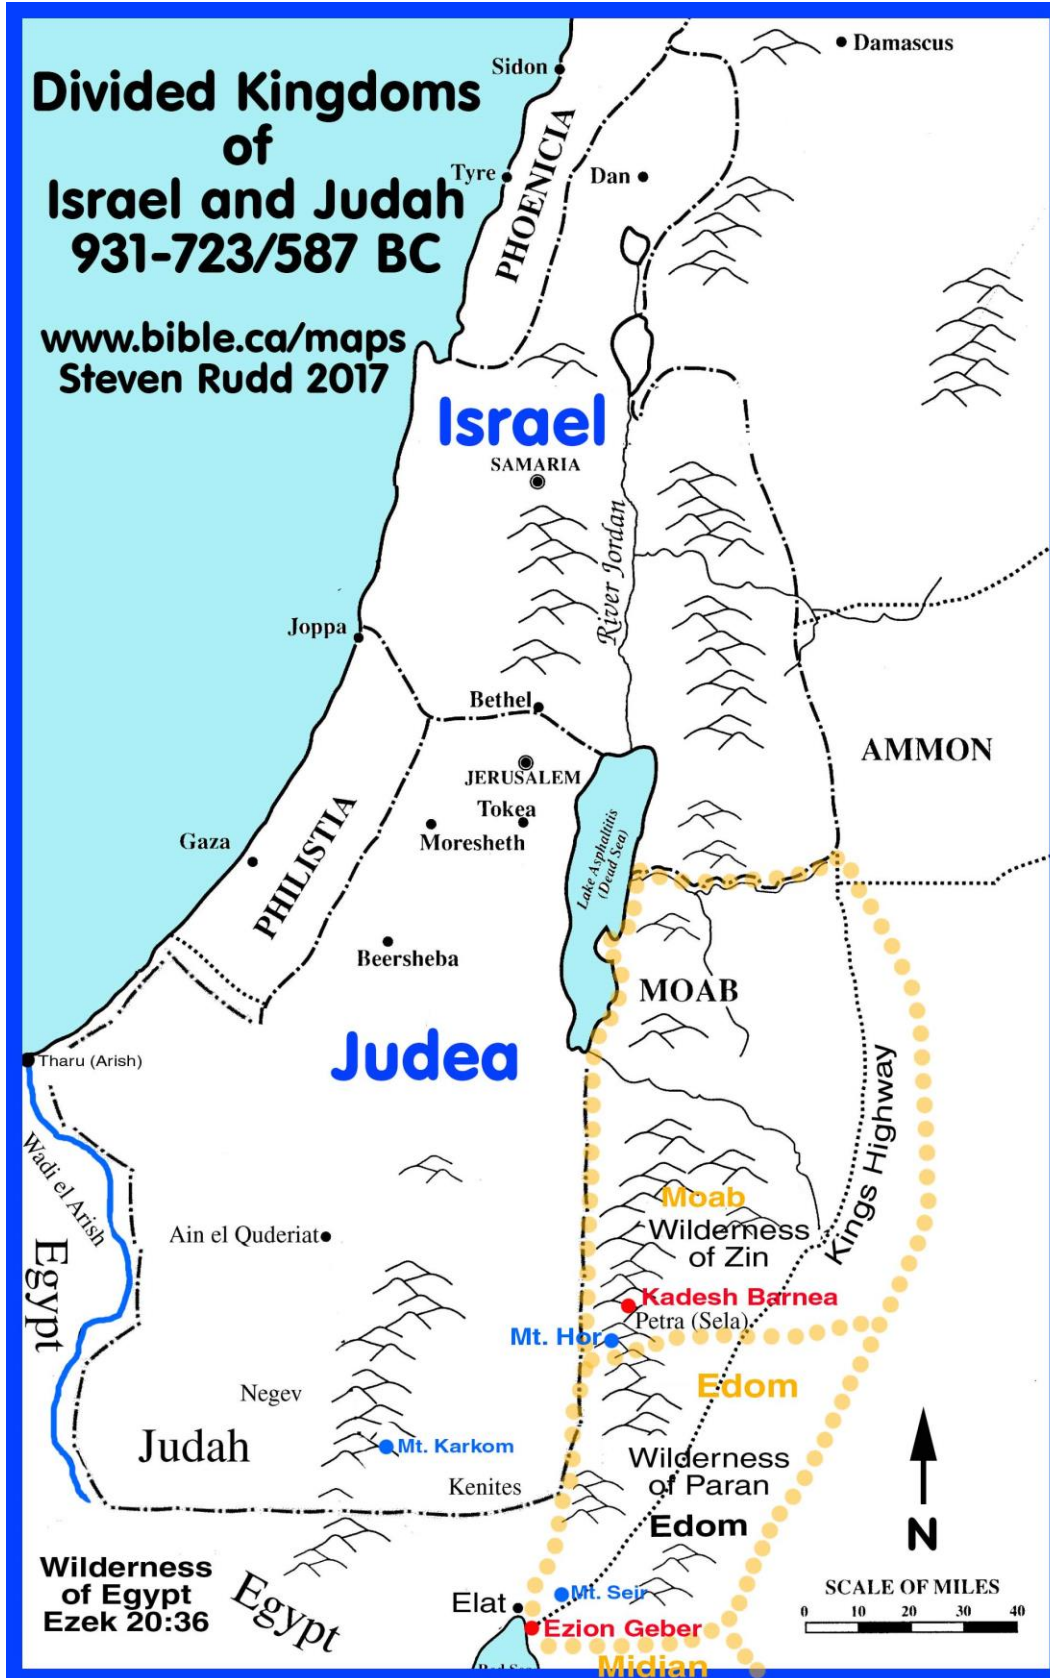 Divided Kingdoms
of
Israel and Judah
931-723/587 BC
www.bible.ca/maps
Steven Rudd 2017
Damascus
Sidon
PHOENICIA
Tyre
Dan
Israel
SAMARIA
River Jordan
Joppa
Bethel
AMMON
JERUSALEM
Tokea
Moresheth
Gaza
PHILISTIA
Lake Asphaltitis
(Dead Sea)
Beersheba
MOAB
Judea
Tharu (Arish)
Wadi el Arish
Kings Highway
Moab
Wilderness
of Zin
Ain el Quderiat
Egypt
Kadesh Barnea
Petra (Sela)
Mt. Hor
Edom
Negev
Judah
Mt. Karkom
Wilderness
of Paran
Kenites
Edom
N
Wilderness
of Egypt
Ezek 20:36
Egypt
Mt. Seir
Elat
Ezion Geber
SCALE OF MILES
0 10 20 30 40
Red Sea
Midian